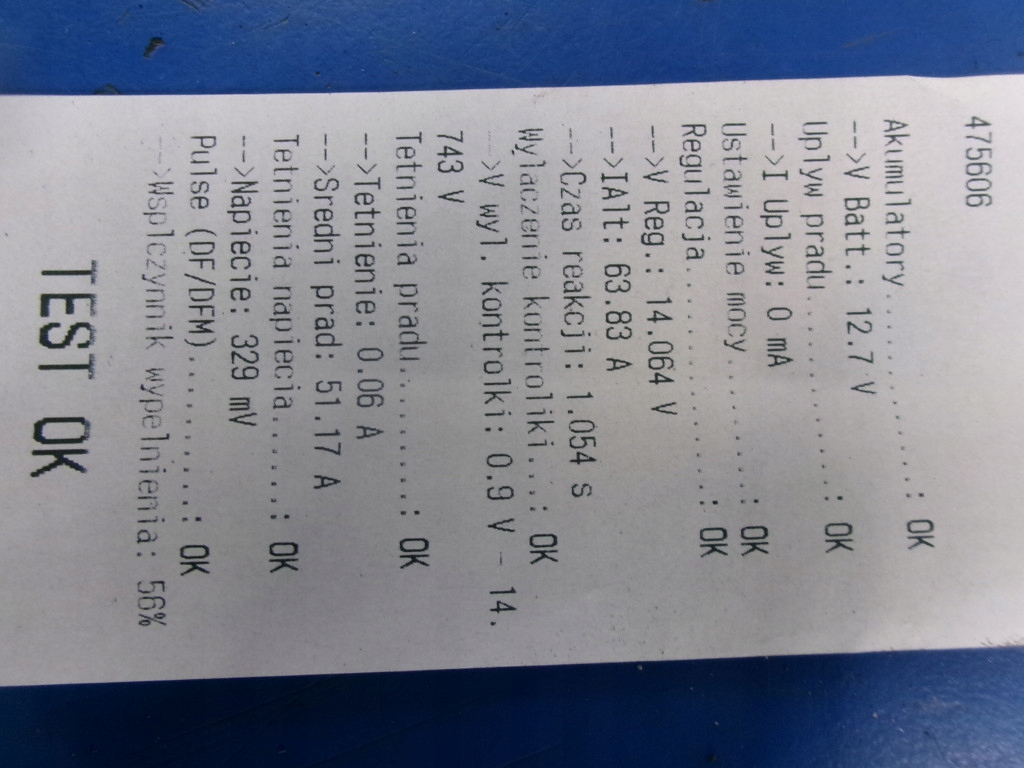 475606
Akumulatory...........: OK
-->V Batt.: 12.7 V
Uplyw pradu...........: OK
-->I Uplyw: 0 mA
Ustawienie mocy.......: OK
Regulacja.............: OK
-->V Reg.: 14.064 V
-->IAlt: 63.83 A
-->Czas reakcji: 1.054 s
Wylaczenie kontroliki...: OK
-->V wyl. kontrolki: 0.9 V - 14.
743 V
Tetnienia pradu.........: OK
-->Tetnienie: 0.06 A
-->Sredni prad: 51.17 A
Tetnienia napiecia......: OK
-->Napiecie: 329 mV
Pulse (DF/DFM)..........: OK
-->Wsplczynnik wypelnienia: 56%
TEST OK